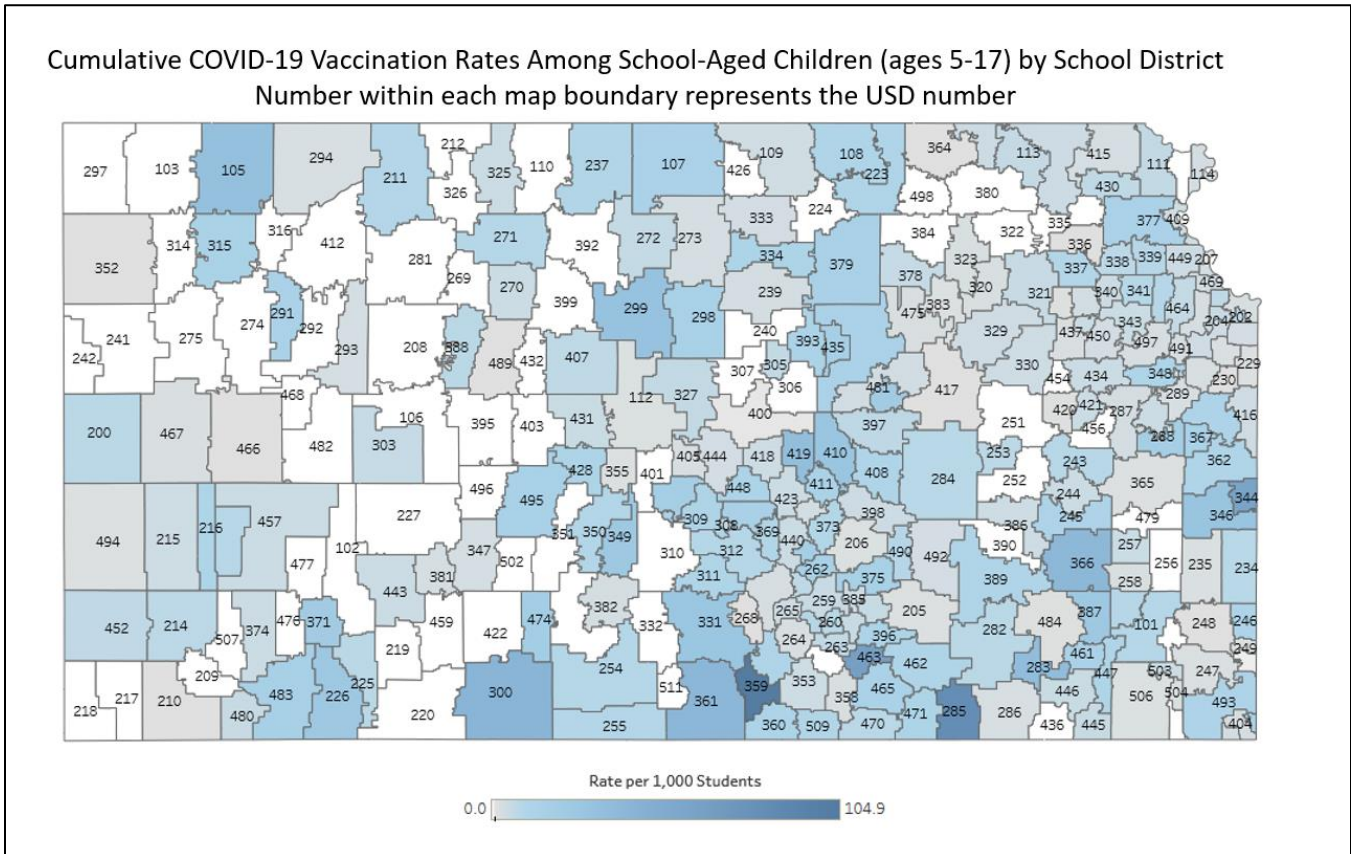 Cumulative COVID-19 Vaccination Rates Among School-Aged Children (ages 5-17) by School District
Number within each map boundary represents the USD number
297 103 105 294 211 212 326 325 110 237 107 426 109 108 223 364 113 415 430 111 114
352 314 315 316 412 281 269 271 270 392 399 272 273 333 224 334 239 379 498 380 384 322 335 336 337 377 409 338 339 449 207
242 241 275 274 291 292 293 208 388 489 432 407 299 298 240 393 435 305 307 306 378 323 320 383 475 321 329 330 340 341 343 464 469 204 202 437 450 497 491 229 230
200 467 466 468 482 106 303 395 403 431 112 327 400 481 417 397 454 434 348 289 251 420 421 287 456 288 367 416
494 215 216 457 102 227 477 496 495 428 355 401 405 444 418 419 410 411 408 284 253 252 243 244 245 365 362 479 346 344
443 381 347 502 351 350 349 310 309 308 448 423 312 369 440 373 398 206 311 262 375 490 492 386 390 389 366 257 258 256 235 234
452 214 507 374 476 371 219 459 422 474 382 332 331 268 265 259 385 260 264 263 205 396 282 484 387 461 101 248 246
218 217 210 209 480 483 226 225 220 300 254 255 511 361 359 353 358 360 509 463 465 470 462 471 285 286 283 446 447 436 445 503 504 506 247 249 493 404
Rate per 1,000 Students
0.0 104.9